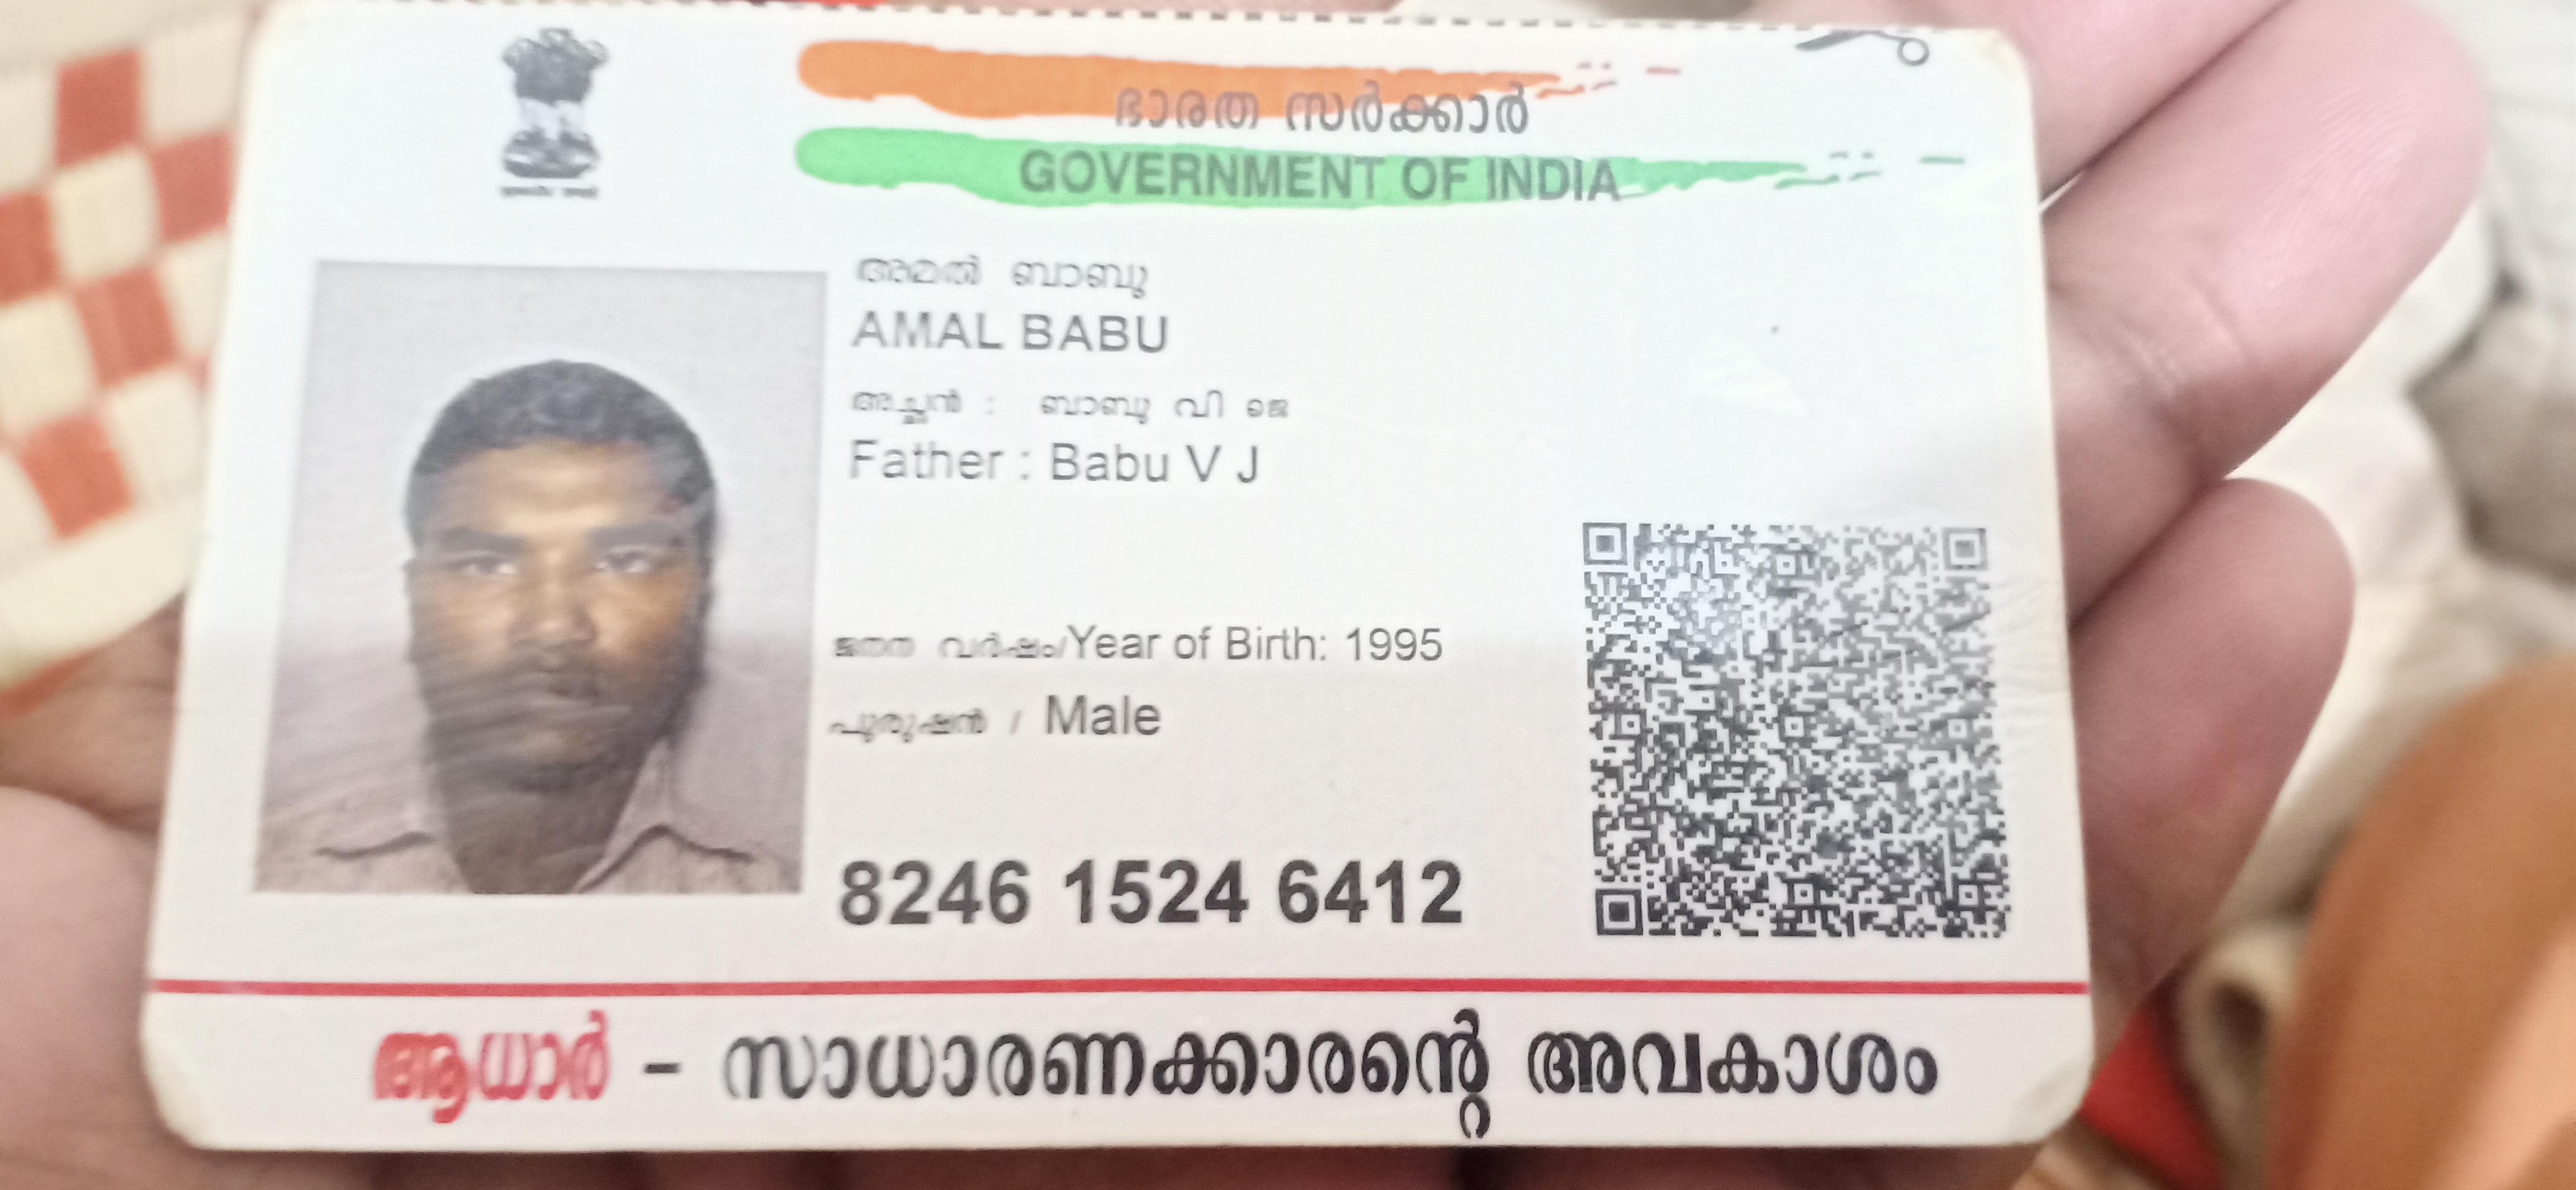 ഭാരത സർക്കാർ
GOVERNMENT OF INDIA
അമൽ ബാബു
AMAL BABU
അച്ഛൻ : ബാബു വി ജെ
Father : Babu V J
ജനന വർഷം/Year of Birth: 1995
പുരുഷൻ / Male
8246 1524 6412
ആധാർ - സാധാരണക്കാരന്റെ അവകാശം